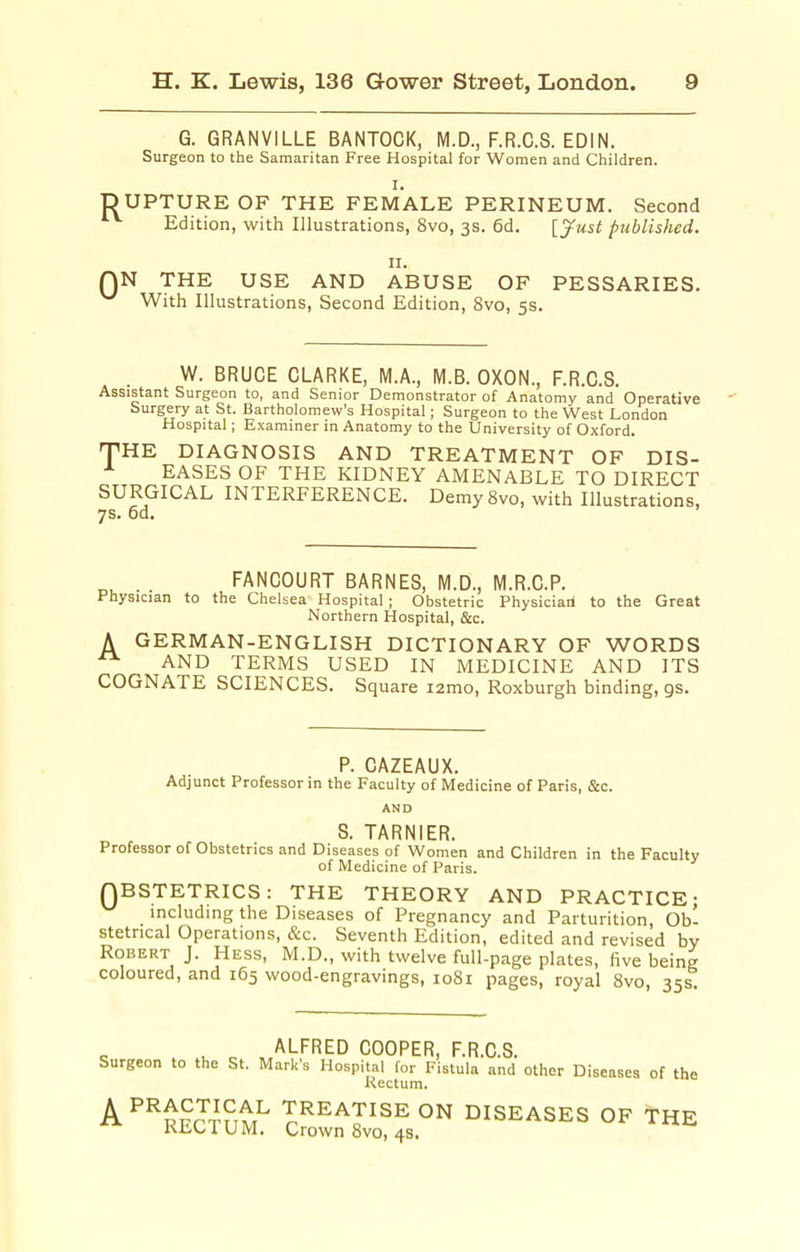 H. K. Lewis, 136 Gower Street, London. 9
G. GRANVILLE BANTOCK, M.D., F.R.C.S. EDIN.
Surgeon to the Samaritan Free Hospital for Women and Children.
I.
RUPTURE OF THE FEMALE PERINEUM. Second
Edition, with Illustrations, 8vo, 3s. 6d. [Just published.
II.
ON THE USE AND ABUSE OF PESSARIES.
With Illustrations, Second Edition, 8vo, 5s.
W. BRUCE CLARKE, M.A., M.B. OXON., F.R.C.S.
Assistant Surgeon to, and Senior Demonstrator of Anatomy and Operative
Surgery at St. Bartholomew's Hospital; Surgeon to the West London
Hospital; Examiner in Anatomy to the University of Oxford.
THE DIAGNOSIS AND TREATMENT OF DIS-
EASES OF THE KIDNEY AMENABLE TO DIRECT
SURGICAL INTERFERENCE. Demy 8vo, with Illustrations,
7s. 6d.
FANCOURT BARNES, M.D., M.R.C.P.
Physician to the Chelsea Hospital; Obstetric Physician to the Great
Northern Hospital, &c.
A GERMAN-ENGLISH DICTIONARY OF WORDS
AND TERMS USED IN MEDICINE AND ITS
COGNATE SCIENCES. Square 12mo, Roxburgh binding, 9s.
P. CAZEAUX.
Adjunct Professor in the Faculty of Medicine of Paris, &c.
AND
S. TARNIER.
Professor of Obstetrics and Diseases of Women and Children in the Faculty
of Medicine of Paris.
OBSTETRICS: THE THEORY AND PRACTICE;
including the Diseases of Pregnancy and Parturition, Ob-
stetrical Operations, &c. Seventh Edition, edited and revised by
ROBERT J. HESS, M.D., with twelve full-page plates, five being
coloured, and 165 wood-engravings, 1081 pages, royal 8vo, 35s.
ALFRED COOPER, F.R.C.S.
Surgeon to the St. Mark's Hospital for Fistula and other Diseases of the
Rectum.
A PRACTICAL TREATISE ON DISEASES OF THE
RECTUM. Crown 8vo, 4s.